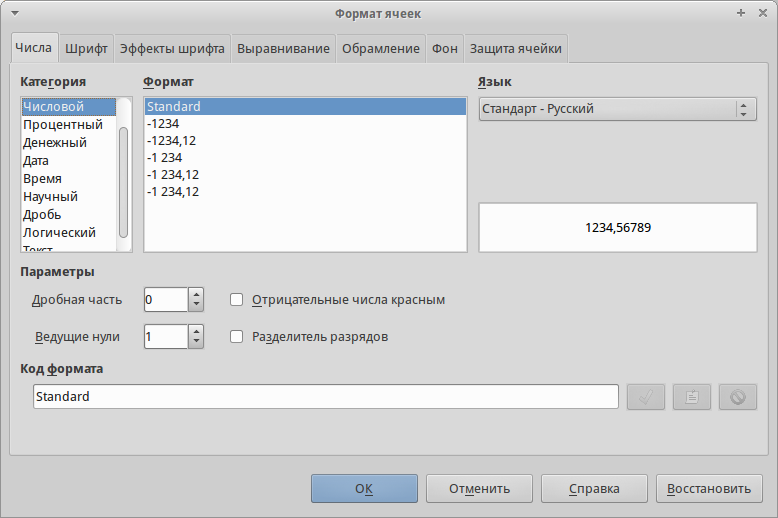 Формат ячеек
Числа Шрифт Эффекты шрифта Выравнивание Обрамление Фон Защита ячейки
Категория
Числовой
Процентный
Денежный
Дата
Время
Научный
Дробь
Логический
Текст
Формат
Standard
-1234
-1234,12
-1 234
-1 234,12
-1 234,12
Язык
Стандарт - Русский
1234,56789
Параметры
Дробная часть 0 Отрицательные числа красным
Ведущие нули 1 Разделитель разрядов
Код формата
Standard
OK Отменить Справка Восстановить